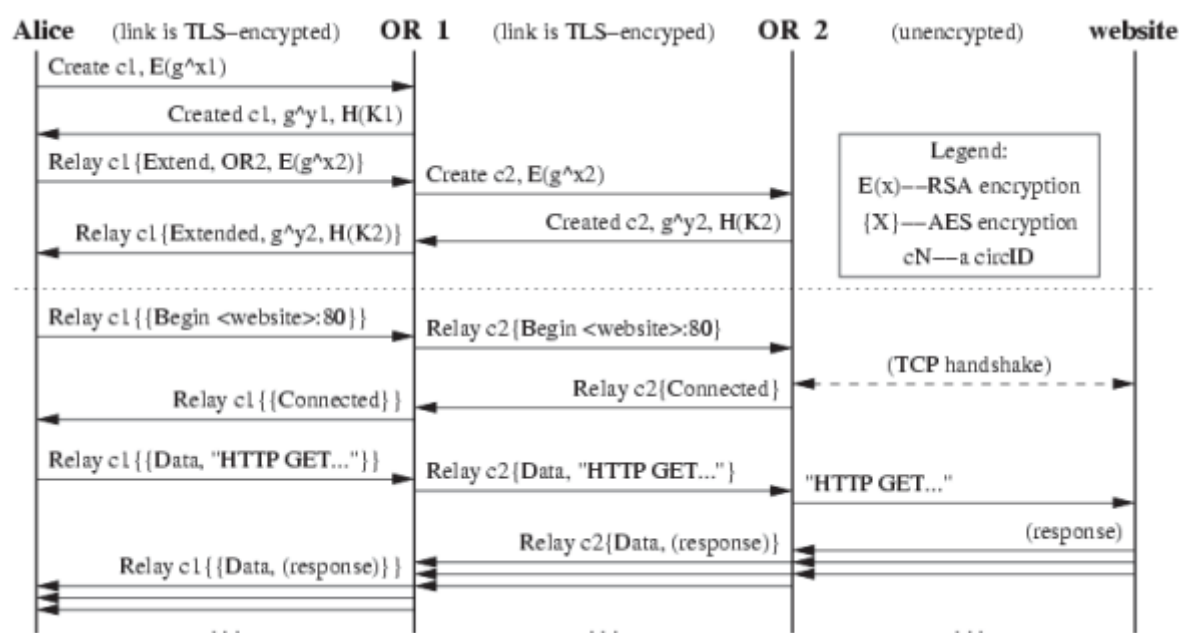 Alice (link is TLS–encrypted) OR 1 (link is TLS–encryped) OR 2 (unencrypted) website
Create c1, E(g^x1)
Created c1, g^y1, H(K1)
Relay c1{Extend, OR2, E(g^x2)}
Create c2, E(g^x2)
Created c2, g^y2, H(K2)
Relay c1{Extended, g^y2, H(K2)}
Legend:
E(x)––RSA encryption
{X}––AES encryption
cN––a circID
Relay c1{{Begin <website>:80}}
Relay c2{Begin <website>:80}
(TCP handshake)
Relay c2{Connected}
Relay c1{{Connected}}
Relay c1{{Data, "HTTP GET..."}}
Relay c2{Data, "HTTP GET..."}
"HTTP GET..."
(response)
Relay c2{Data, (response)}
Relay c1{{Data, (response)}}
... ... ...